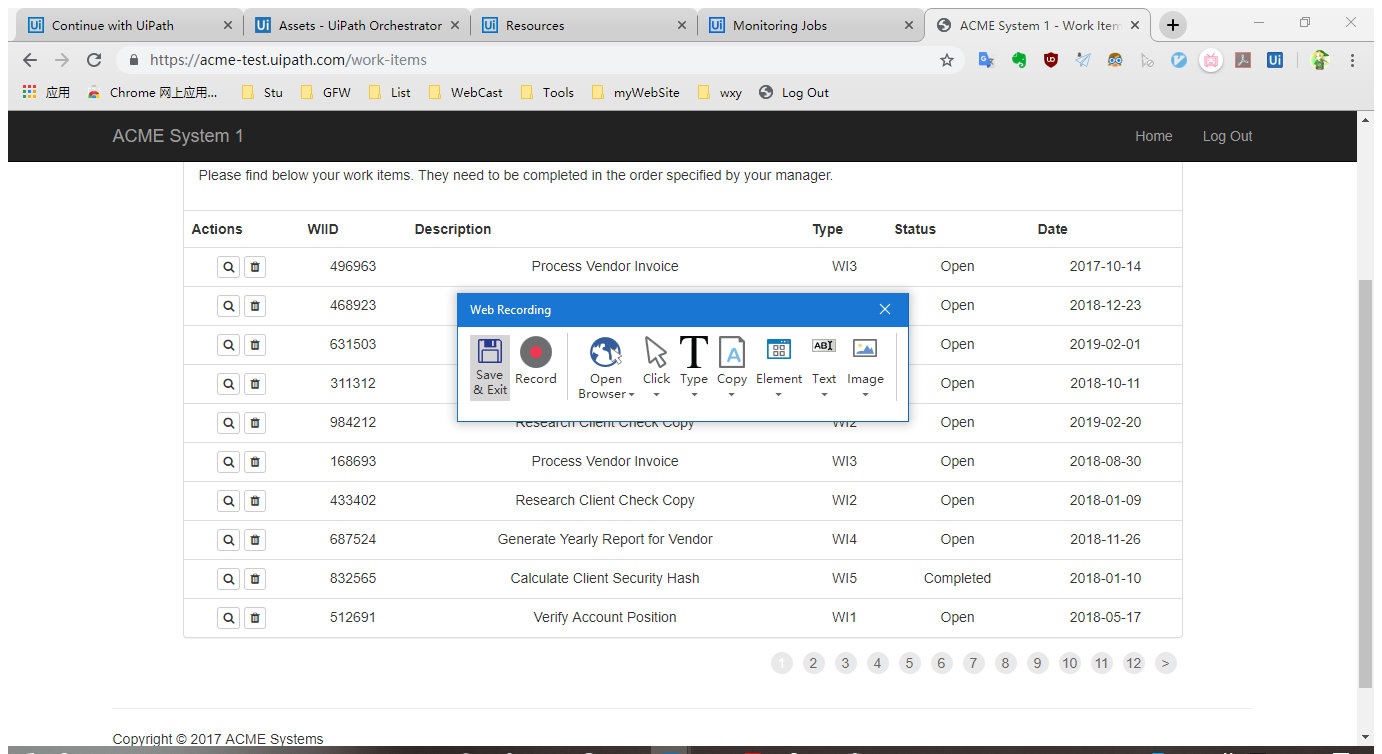 Continue with UiPath
Assets - UiPath Orchestrator
Resources
Monitoring Jobs
ACME System 1 - Work Item
https://acme-test.uipath.com/work-items
应用
Chrome 网上应用...
Stu
GFW
List
WebCast
Tools
myWebSite
wxy
Log Out
ACME System 1
Home Log Out
Please find below your work items. They need to be completed in the order specified by your manager.
Actions WIID Description Type Status Date
496963 Process Vendor Invoice WI3 Open 2017-10-14
468923 Open 2018-12-23
631503 Open 2019-02-01
311312 Open 2018-10-11
984212 Research Client Check Copy WI2 Open 2019-02-20
168693 Process Vendor Invoice WI3 Open 2018-08-30
433402 Research Client Check Copy WI2 Open 2018-01-09
687524 Generate Yearly Report for Vendor WI4 Open 2018-11-26
832565 Calculate Client Security Hash WI5 Completed 2018-01-10
512691 Verify Account Position WI1 Open 2018-05-17
Web Recording
Save
& Exit
Record
Open
Browser
Click
Type
Copy
Element
Text
Image
1 2 3 4 5 6 7 8 9 10 11 12 >
Copyright © 2017 ACME Systems